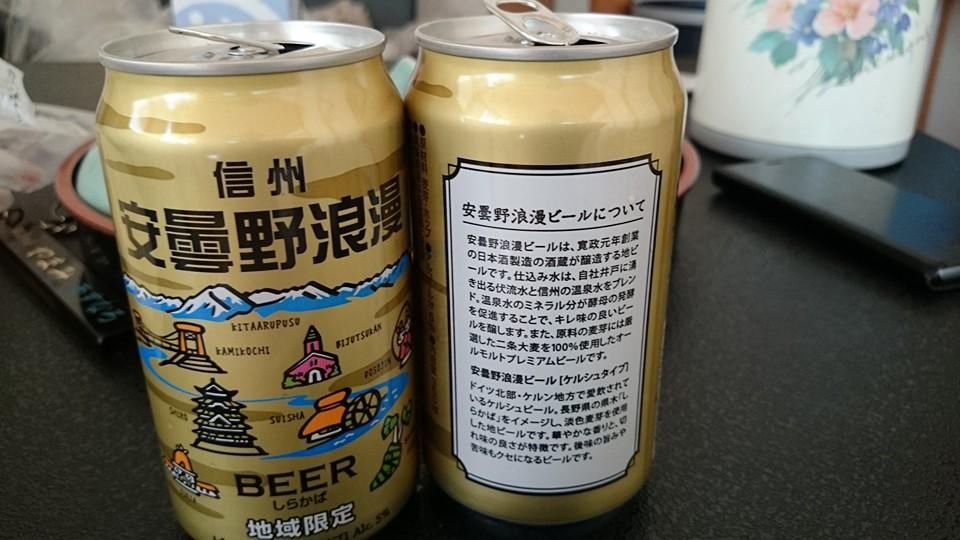 信州
安曇野浪漫
KITAARUPUSU
KAMIKOCHI
BIJUTSUKAN
DOSOJIN
SHIRO
SUISHA
BEER
しらかば
地域限定
Alc. 5%
安曇野浪漫ビールについて
安曇野浪漫ビールは、寛政元年創業
の日本酒製造の酒蔵が醸造する地ビ
ールです。仕込み水は、自社井戸に湧
き出る伏流水と信州の温泉水をブレン
ド。温泉水のミネラル分が酵母の発酵
を促進することで、キレ味の良いビー
ルを醸します。また、原料の麦芽には厳
選した二条大麦を100%使用したオー
ルモルトプレミアムビールです。
安曇野浪漫ビール［ケルシュタイプ］
ドイツ北部・ケルン地方で愛飲されて
いるケルシュビール。長野県の県木「し
らかば」をイメージし、淡色麦芽を使用
した地ビールです。華やかな香りと、切
れ味の良さが特徴です。後味の旨みや
苦味もクセになるビールです。